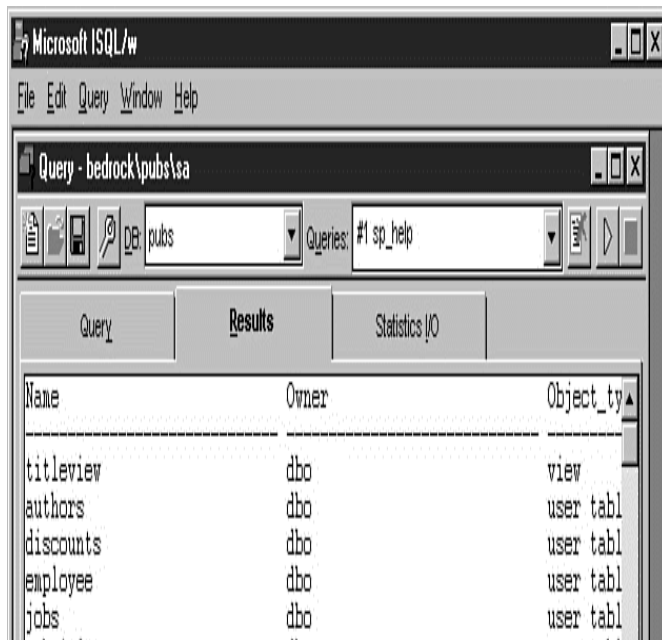 Microsoft ISQL/w
File Edit Query Window Help
Query - bedrock\pubs\sa
DB: pubs Queries: #1 sp_help
Query Results Statistics I/O
Name Owner Object_ty
titleview dbo view
authors dbo user tabl
discounts dbo user tabl
employee dbo user tabl
jobs dbo user tabl